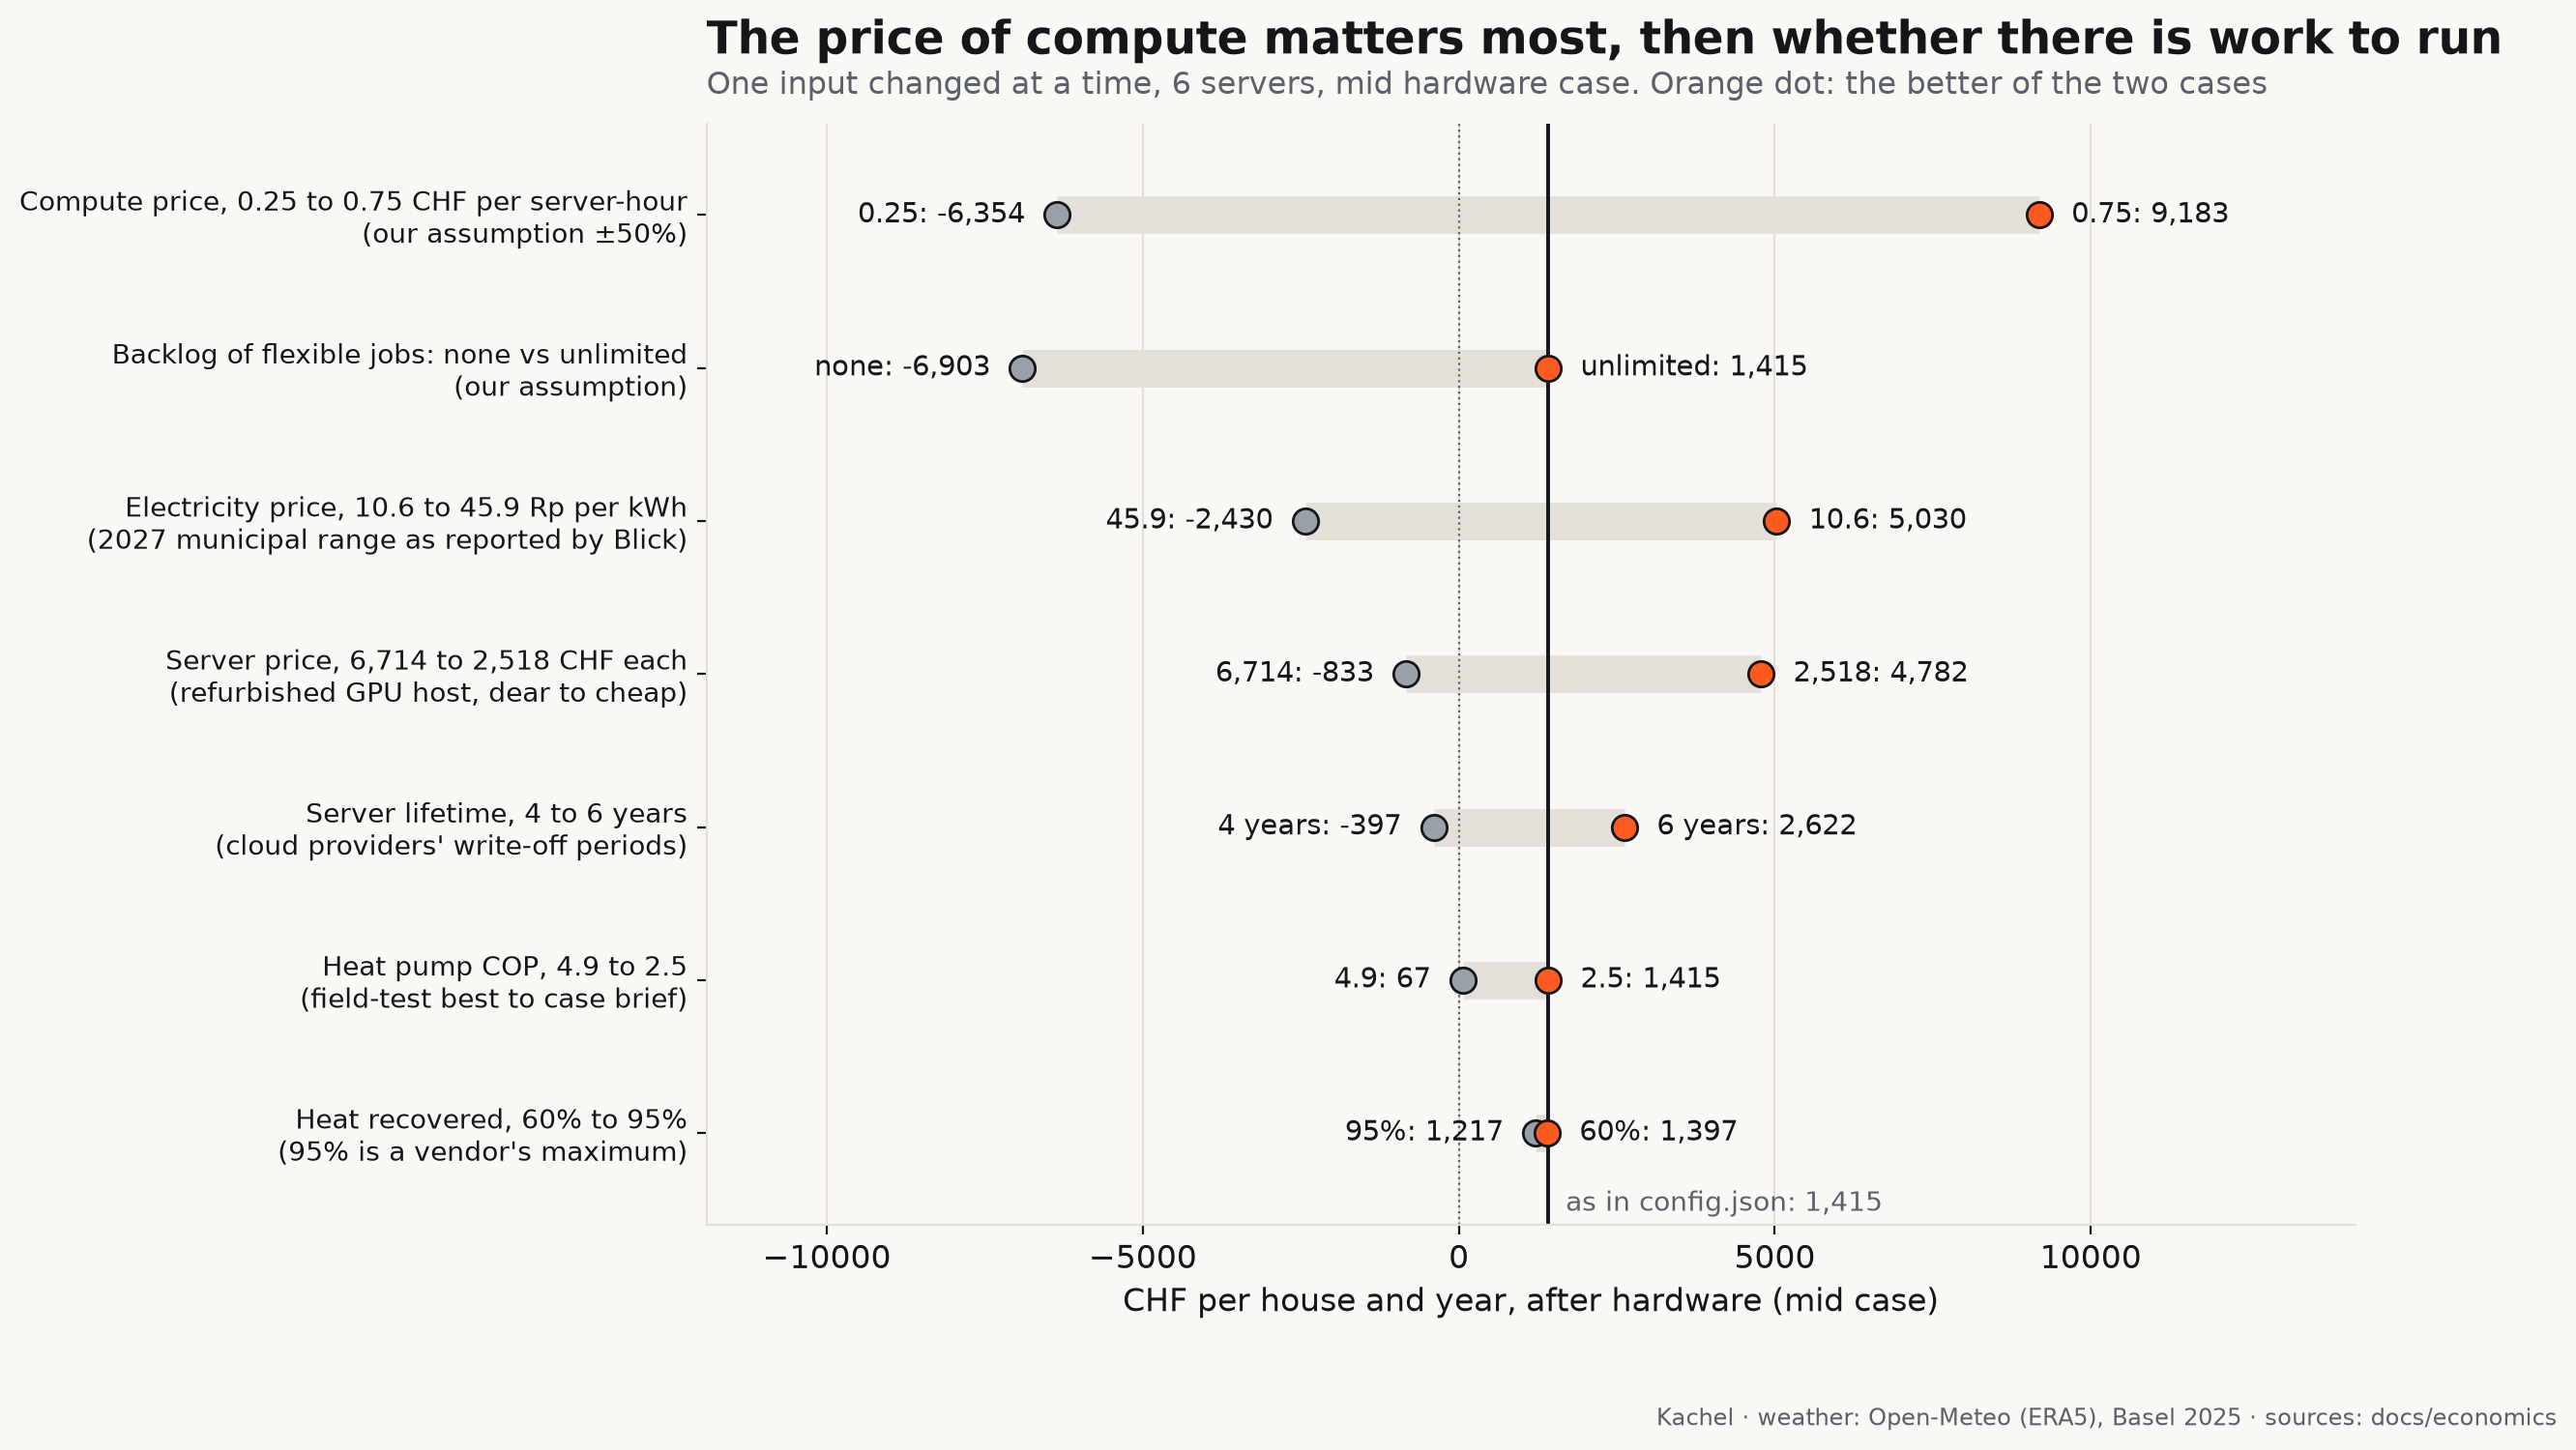 The price of compute matters most, then whether there is work to run
One input changed at a time, 6 servers, mid hardware case. Orange dot: the better of the two cases
Compute price, 0.25 to 0.75 CHF per server-hour
(our assumption ±50%)
0.25: -6,354
0.75: 9,183
Backlog of flexible jobs: none vs unlimited
(our assumption)
none: -6,903
unlimited: 1,415
Electricity price, 10.6 to 45.9 Rp per kWh
(2027 municipal range as reported by Blick)
45.9: -2,430
10.6: 5,030
Server price, 6,714 to 2,518 CHF each
(refurbished GPU host, dear to cheap)
6,714: -833
2,518: 4,782
Server lifetime, 4 to 6 years
(cloud providers' write-off periods)
4 years: -397
6 years: 2,622
Heat pump COP, 4.9 to 2.5
(field-test best to case brief)
4.9: 67
2.5: 1,415
Heat recovered, 60% to 95%
(95% is a vendor's maximum)
95%: 1,217
60%: 1,397
as in config.json: 1,415
−10000
−5000
0
5000
10000
CHF per house and year, after hardware (mid case)
Kachel · weather: Open-Meteo (ERA5), Basel 2025 · sources: docs/economics